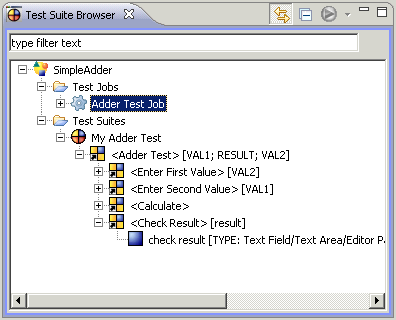 Test Suite Browser
type filter text
SimpleAdder
Test Jobs
Adder Test Job
Test Suites
My Adder Test
<Adder Test> [VAL1; RESULT; VAL2]
<Enter First Value> [VAL2]
<Enter Second Value> [VAL1]
<Calculate>
<Check Result> [result]
check result [TYPE: Text Field/Text Area/Editor Pa